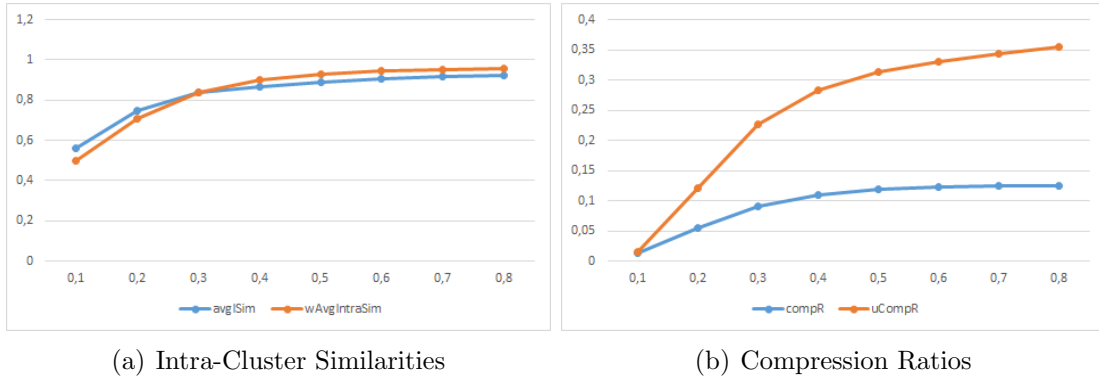 1,2
1
0,8
0,6
0,4
0,2
0
0,1 0,2 0,3 0,4 0,5 0,6 0,7 0,8
avgISim wAvgIntraSim
(a) Intra-Cluster Similarities
0,4
0,35
0,3
0,25
0,2
0,15
0,1
0,05
0
0,1 0,2 0,3 0,4 0,5 0,6 0,7 0,8
compR uCompR
(b) Compression Ratios